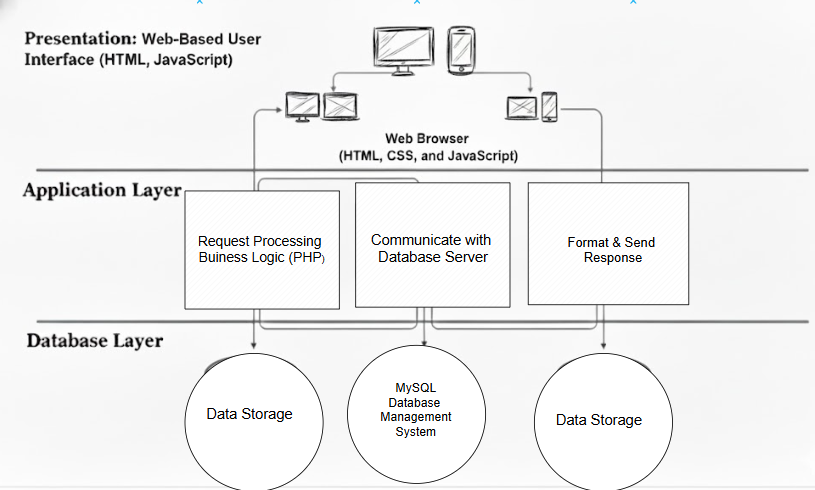 Presentation: Web-Based User
Interface (HTML, JavaScript)
Web Browser
(HTML, CSS, and JavaScript)
Application Layer
Request Processing
Buiness Logic (PHP)
Communicate with
Database Server
Format & Send
Response
Database Layer
Data Storage
MySQL
Database
Management
System
Data Storage